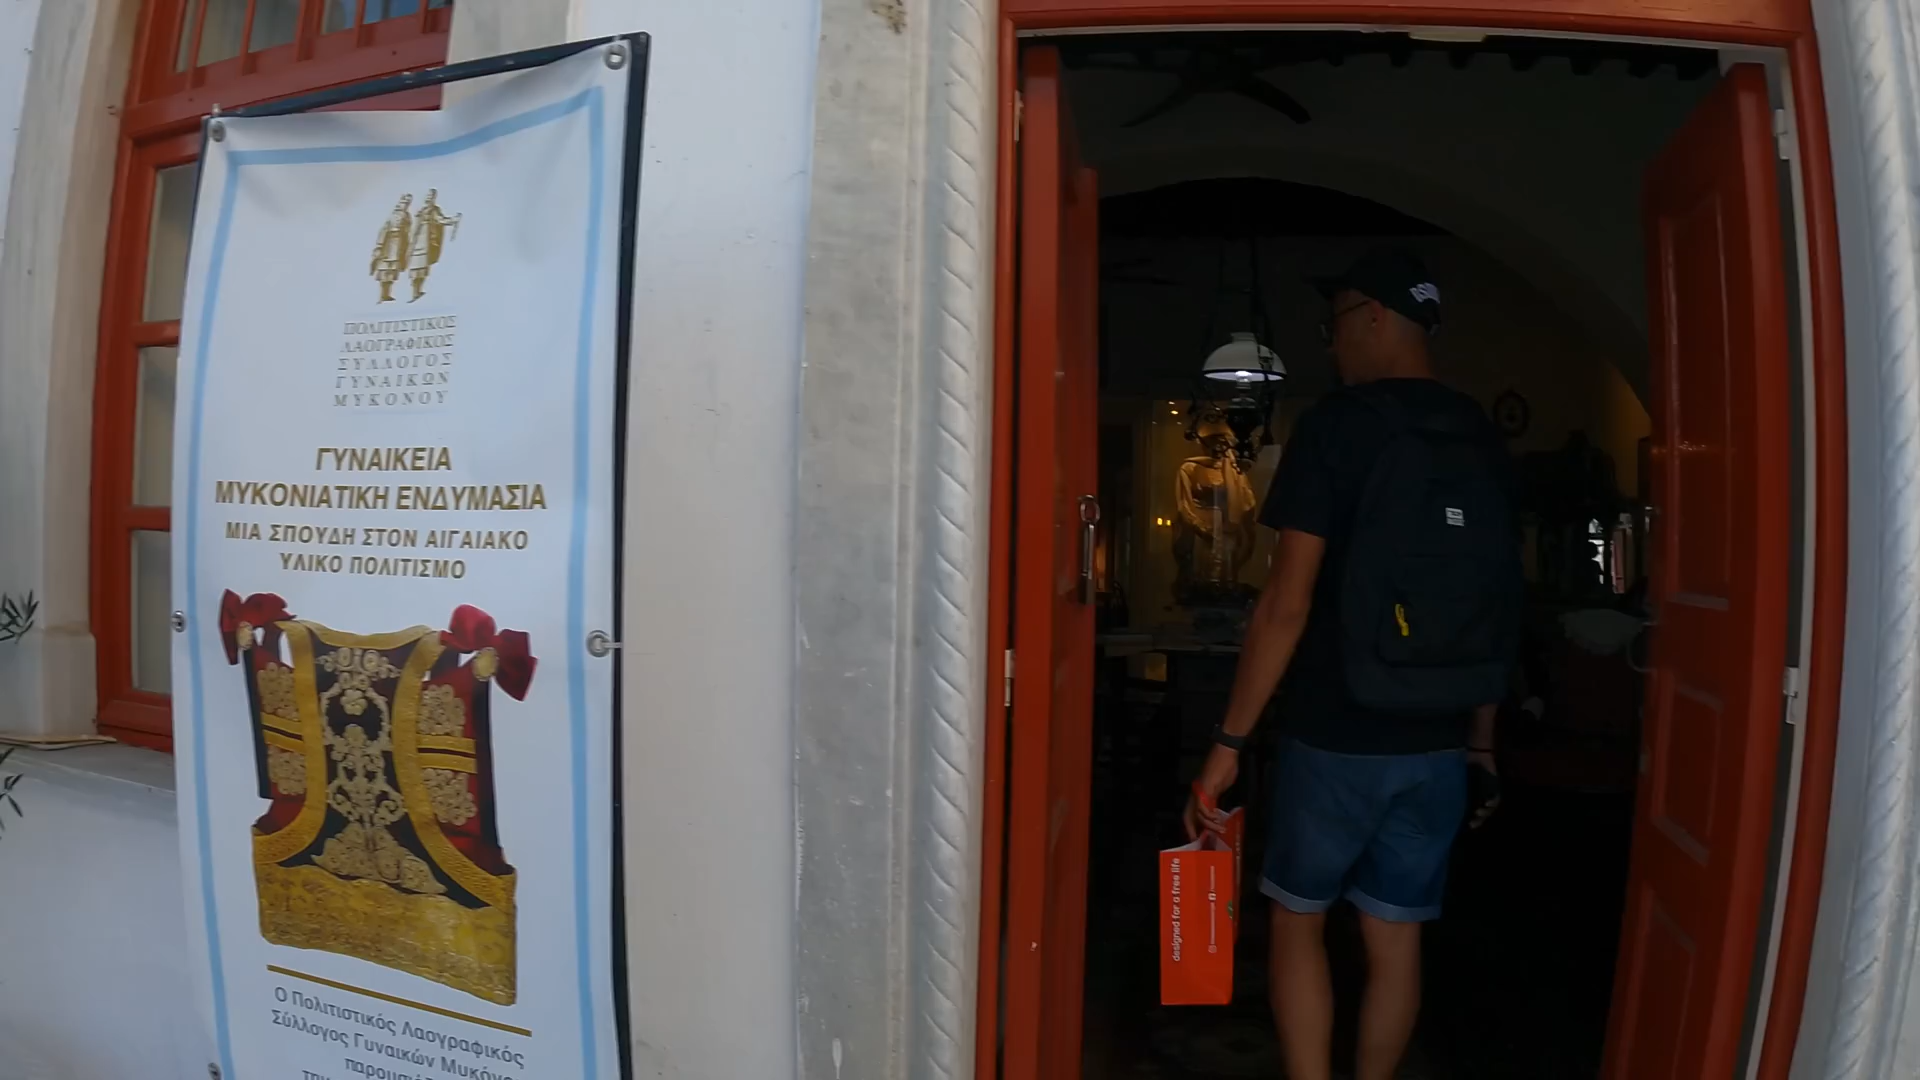 ΠΟΛΙΤΙΣΤΙΚΟΣ
ΛΑΟΓΡΑΦΙΚΟΣ
ΣΥΛΛΟΓΟΣ
ΓΥΝΑΙΚΩΝ
ΜΥΚΟΝΟΥ
ΓΥΝΑΙΚΕΙΑ
ΜΥΚΟΝΙΑΤΙΚΗ ΕΝΔΥΜΑΣΙΑ
ΜΙΑ ΣΠΟΥΔΗ ΣΤΟΝ ΑΙΓΑΙΑΚΟ
ΥΛΙΚΟ ΠΟΛΙΤΙΣΜΟ
Ο Πολιτιστικός Λαογραφικός
Σύλλογος Γυναικών
designed for a free life